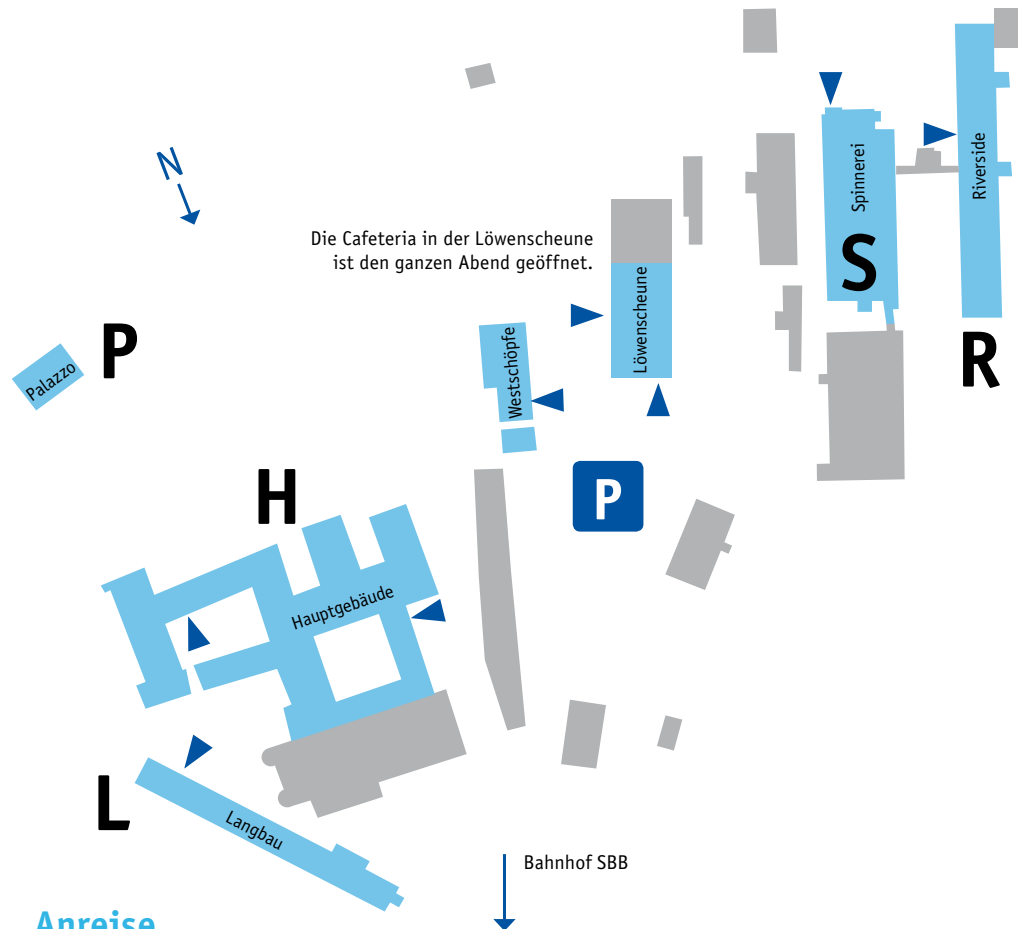 N
Spinnerei
Riverside
Die Cafeteria in der Löwenscheune
ist den ganzen Abend geöffnet.
S
Löwenscheune
Westschöpfe
P
Palazzo
R
H
P
Hauptgebäude
L
Langbau
Bahnhof SBB
Anreise